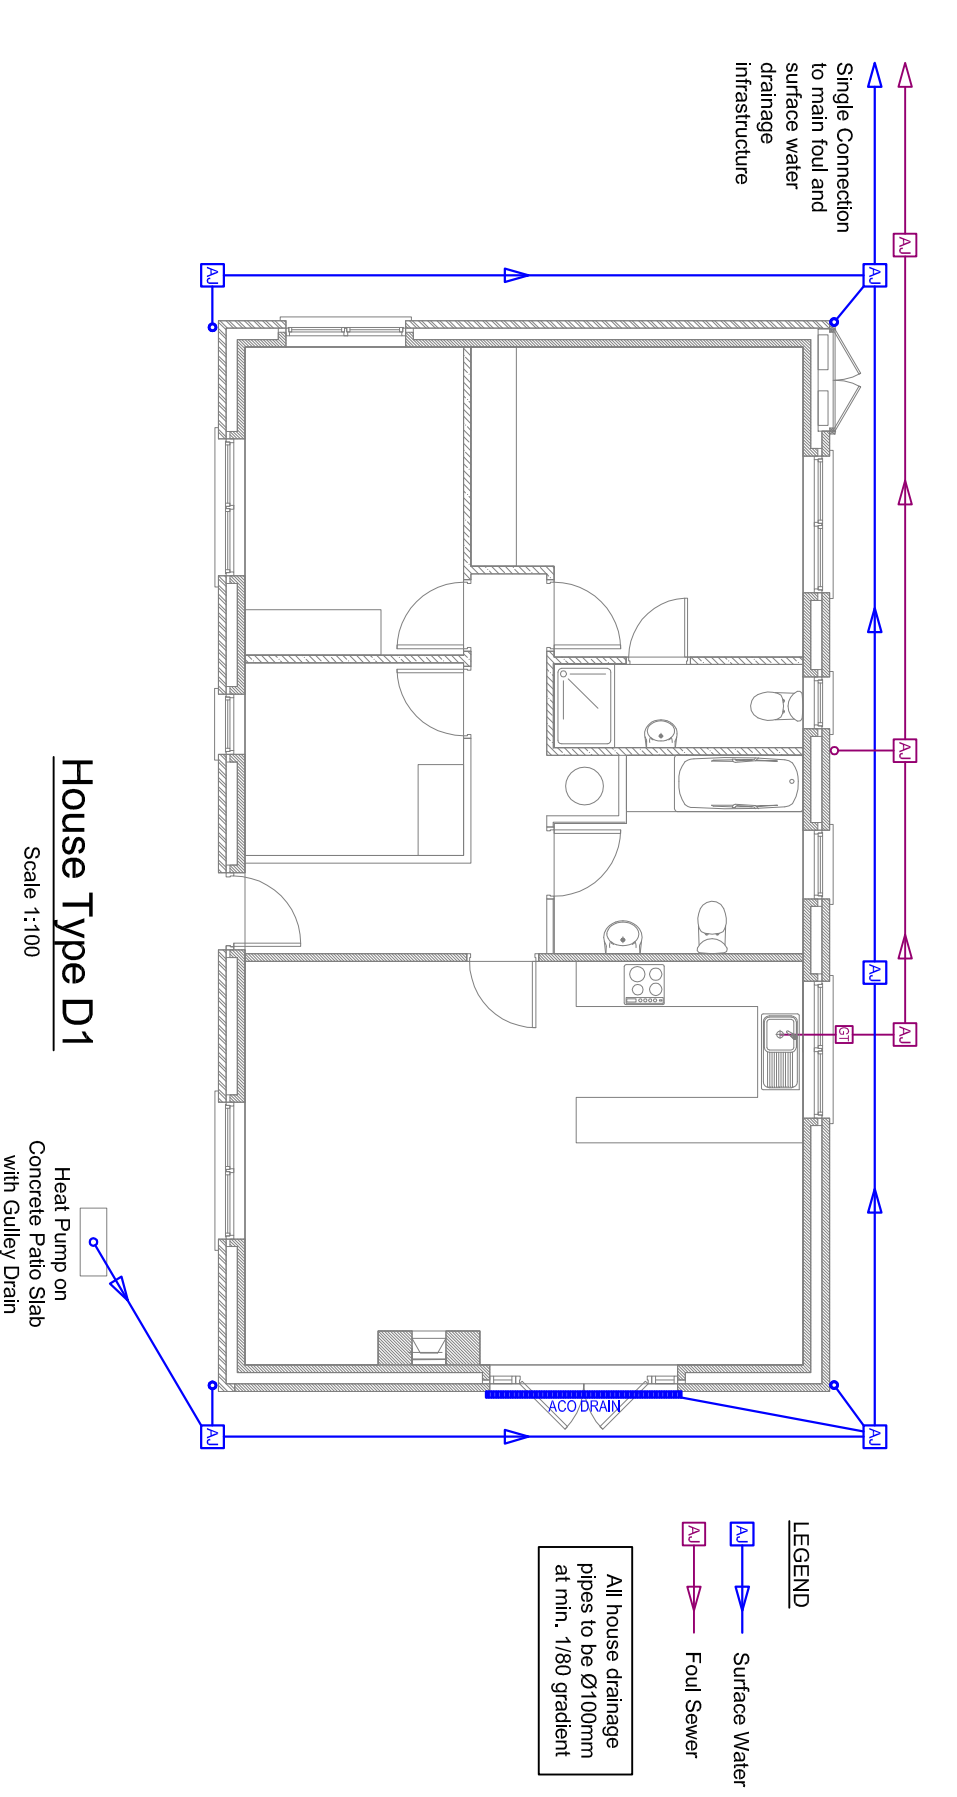 Single Connection
to main foul and
surface water
drainage
infrastructure
AJ
AJ
AJ
AJ
AJ
AJ
GT
AJ
AJ
AJ
ACO DRAIN
House Type D1
Scale 1:100
Heat Pump on
Concrete Patio Slab
with Gulley Drain
LEGEND
AJ Surface Water
AJ Foul Sewer
All house drainage
pipes to be Ø100mm
at min. 1/80 gradient